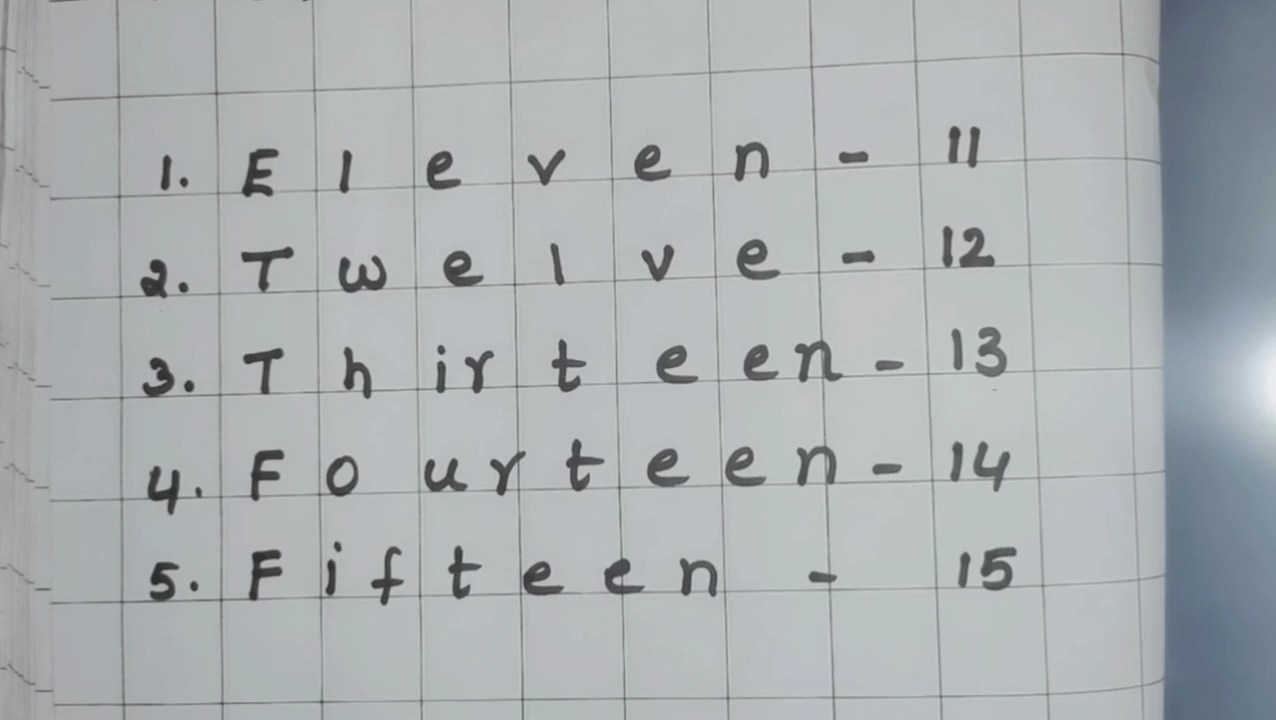 1. Eleven - 11
2. Twelve - 12
3. Thirteen - 13
4. Fourteen - 14
5. Fifteen - 15